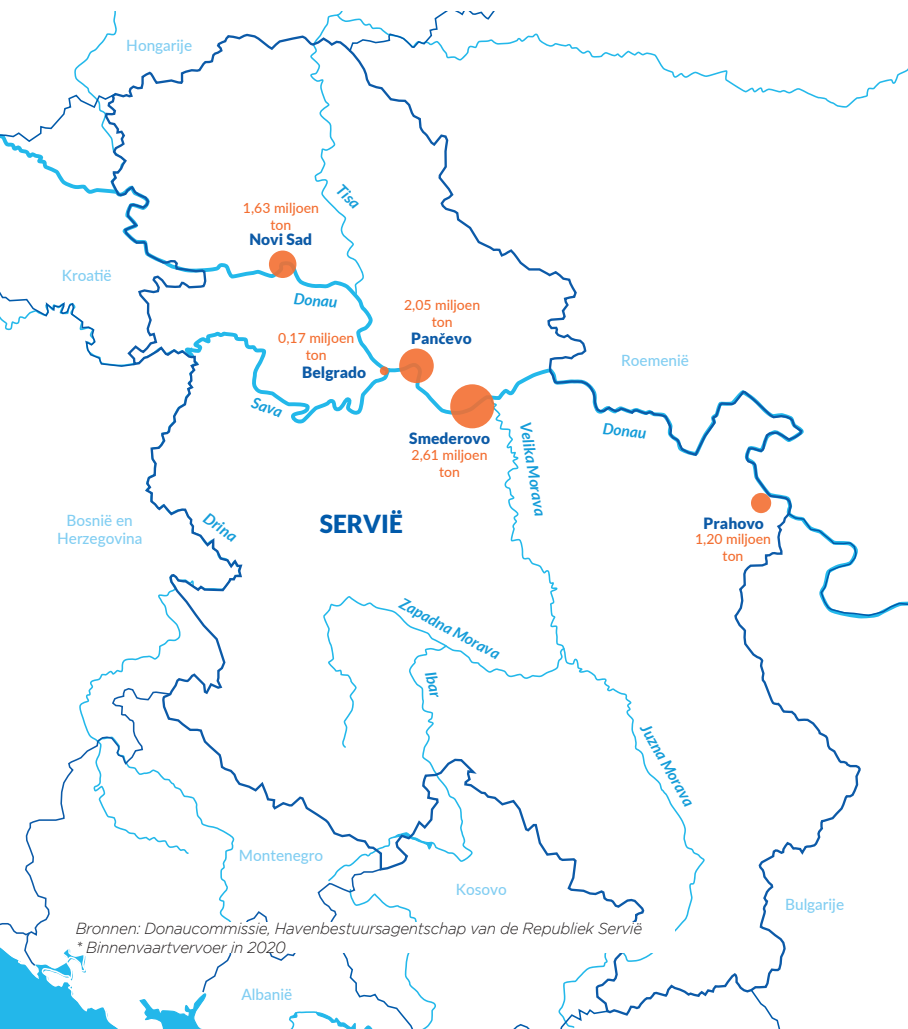 Hongarije
Tisa
1,63 miljoen
ton
Novi Sad
Kroatië
Donau
2,05 miljoen
ton
Pančevo
0,17 miljoen
ton
Belgrado
Roemenië
Sava
Donau
Smederovo
2,61 miljoen
ton
Velika Morava
Bosnië en
Herzegovina
Drina
SERVIË
Prahovo
1,20 miljoen
ton
Zapadna Morava
Ibar
Juzna Morava
Montenegro
Kosovo
Bulgarije
Bronnen: Donaucommissie, Havenbestuursagentschap van de Republiek Servië
* Binnenvaartvervoer in 2020
Albanië